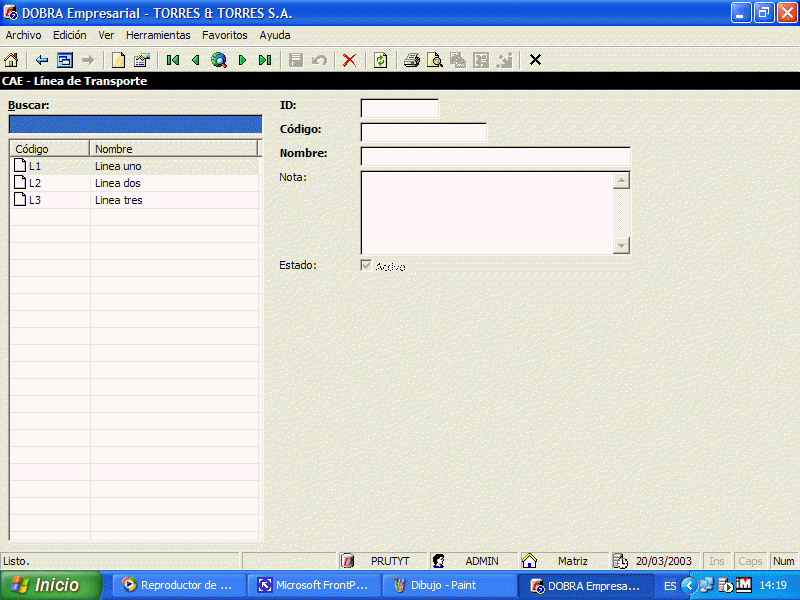 DOBRA Empresarial - TORRES & TORRES S.A.
Archivo Edición Ver Herramientas Favoritos Ayuda
CAE - Línea de Transporte
Buscar:
Código Nombre
L1 Linea uno
L2 Linea dos
L3 Linea tres
ID:
Código:
Nombre:
Nota:
Estado: Activo
Listo. PRUTYT ADMIN Matriz 20/03/2003 Ins Caps Num
Inicio Reproductor de ... Microsoft FrontP... Dibujo - Paint DOBRA Empresa... ES 14:19